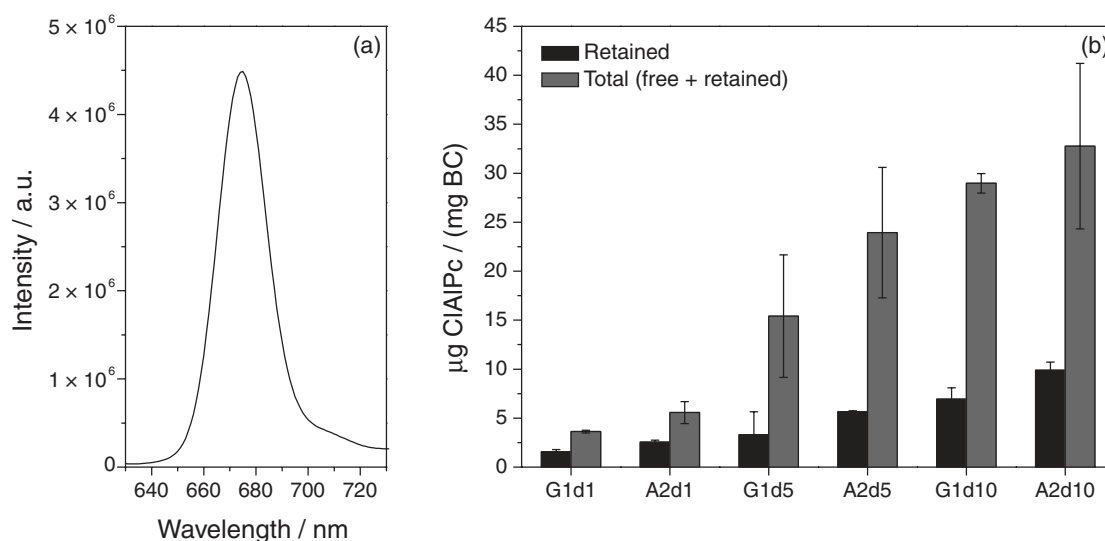 (a)
5 × 10⁶
4 × 10⁶
3 × 10⁶
2 × 10⁶
1 × 10⁶
0
Intensity / a.u.
640 660 680 700 720
Wavelength / nm
(b)
Retained
Total (free + retained)
45
40
35
30
25
20
15
10
5
0
µg ClAlPc / (mg BC)
G1d1 A2d1 G1d5 A2d5 G1d10 A2d10